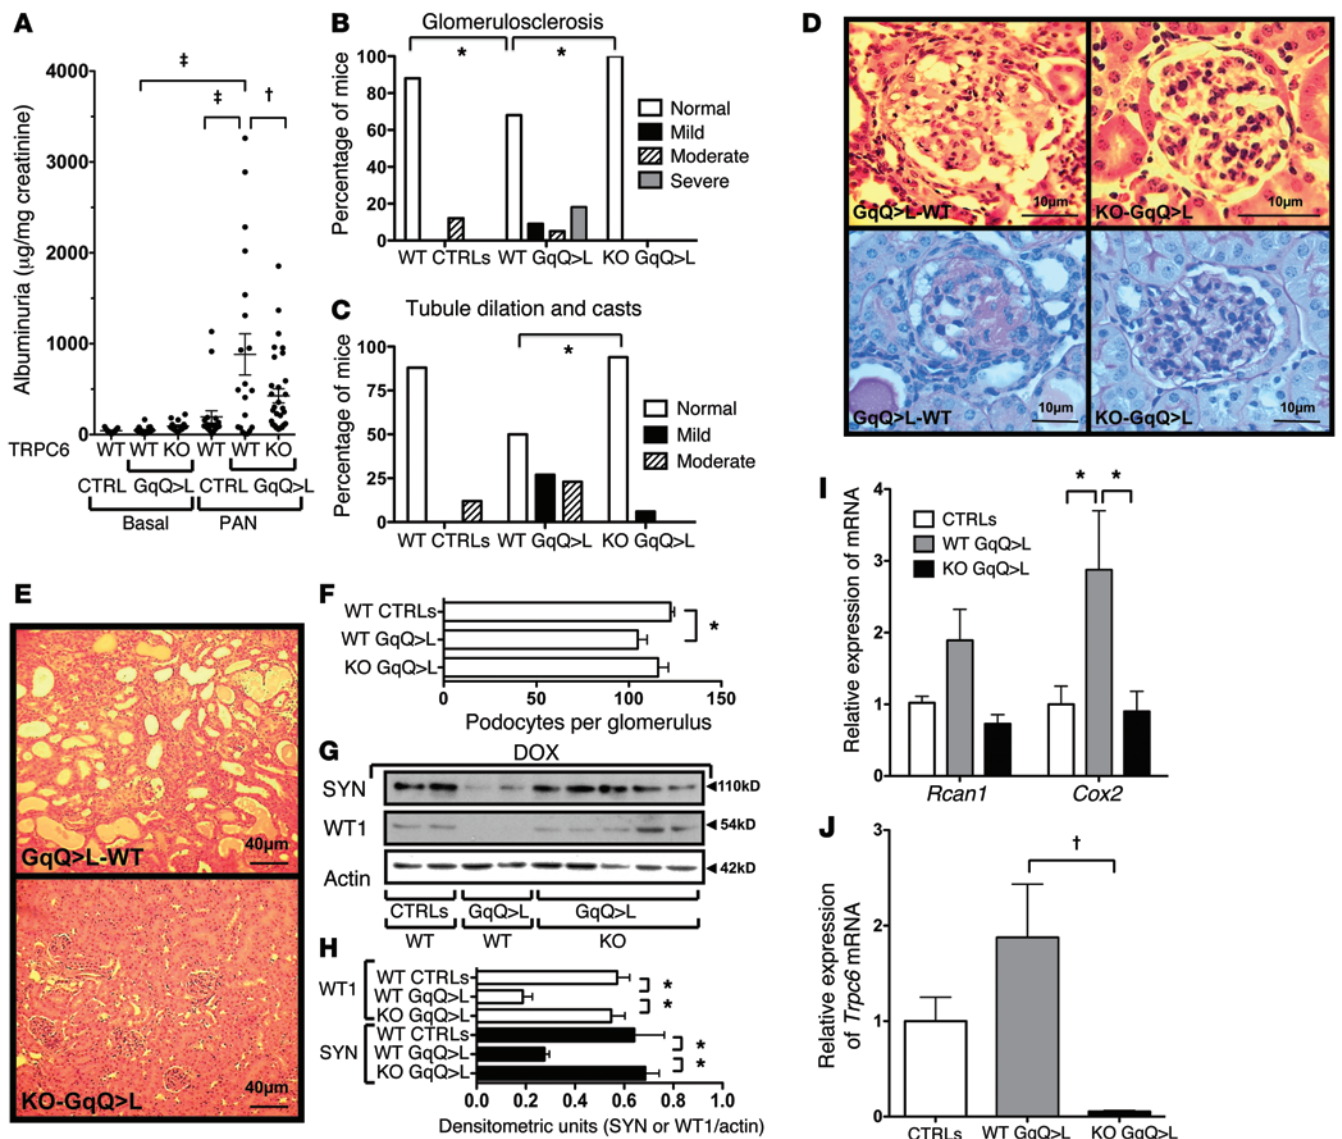 A
Albuminuria (µg/mg creatinine)
4000
3000
2000
1000
0
‡
‡
†
TRPC6
WT WT KO WT WT KO
CTRL GqQ>L CTRL GqQ>L
Basal PAN
B
Glomerulosclerosis
Percentage of mice
100
80
60
40
20
0
* *
Normal
Mild
Moderate
Severe
WT CTRLs WT GqQ>L KO GqQ>L
C
Tubule dilation and casts
Percentage of mice
100
75
50
25
0
*
Normal
Mild
Moderate
WT CTRLs WT GqQ>L KO GqQ>L
D
GqQ>L-WT 10µm
KO-GqQ>L 10µm
GqQ>L-WT 10µm
KO-GqQ>L 10µm
E
GqQ>L-WT 40µm
KO-GqQ>L 40µm
F
WT CTRLs
WT GqQ>L
KO GqQ>L
*
0 50 100 150
Podocytes per glomerulus
G
DOX
SYN 110kD
WT1 54kD
Actin 42kD
CTRLs GqQ>L GqQ>L
WT WT KO
H
WT1
WT CTRLs
WT GqQ>L
KO GqQ>L
*
*
SYN
WT CTRLs
WT GqQ>L
KO GqQ>L
*
*
0.0 0.2 0.4 0.6 0.8 1.0
Densitometric units (SYN or WT1/actin)
I
Relative expression of mRNA
4
3
2
1
0
CTRLs
WT GqQ>L
KO GqQ>L
* *
Rcan1 Cox2
J
Relative expression
of Trpc6 mRNA
3
2
1
0
†
CTRLs WT GqQ>L KO GqQ>L